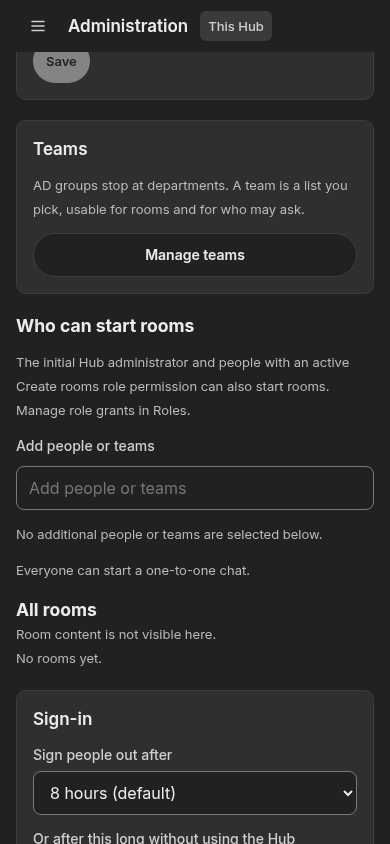 Administration
This Hub
Save
Teams
AD groups stop at departments. A team is a list you
pick, usable for rooms and for who may ask.
Manage teams
Who can start rooms
The initial Hub administrator and people with an active
Create rooms role permission can also start rooms.
Manage role grants in Roles.
Add people or teams
Add people or teams
No additional people or teams are selected below.
Everyone can start a one-to-one chat.
All rooms
Room content is not visible here.
No rooms yet.
Sign-in
Sign people out after
8 hours (default)
Or after this long without using the Hub